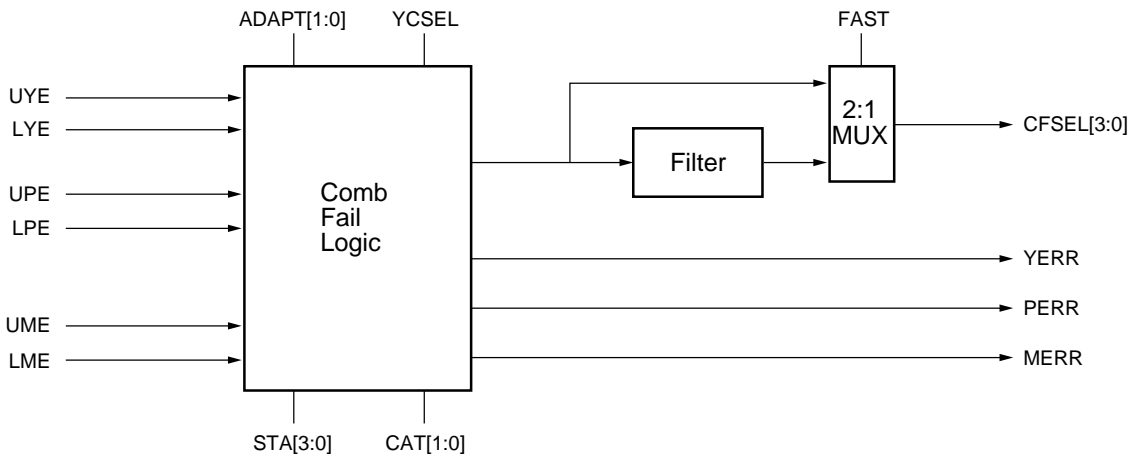 ADAPT[1:0]
YCSEL
FAST
UYE
LYE
UPE
LPE
UME
LME
Comb
Fail
Logic
Filter
2:1
MUX
CFSEL[3:0]
YERR
PERR
MERR
STA[3:0]
CAT[1:0]